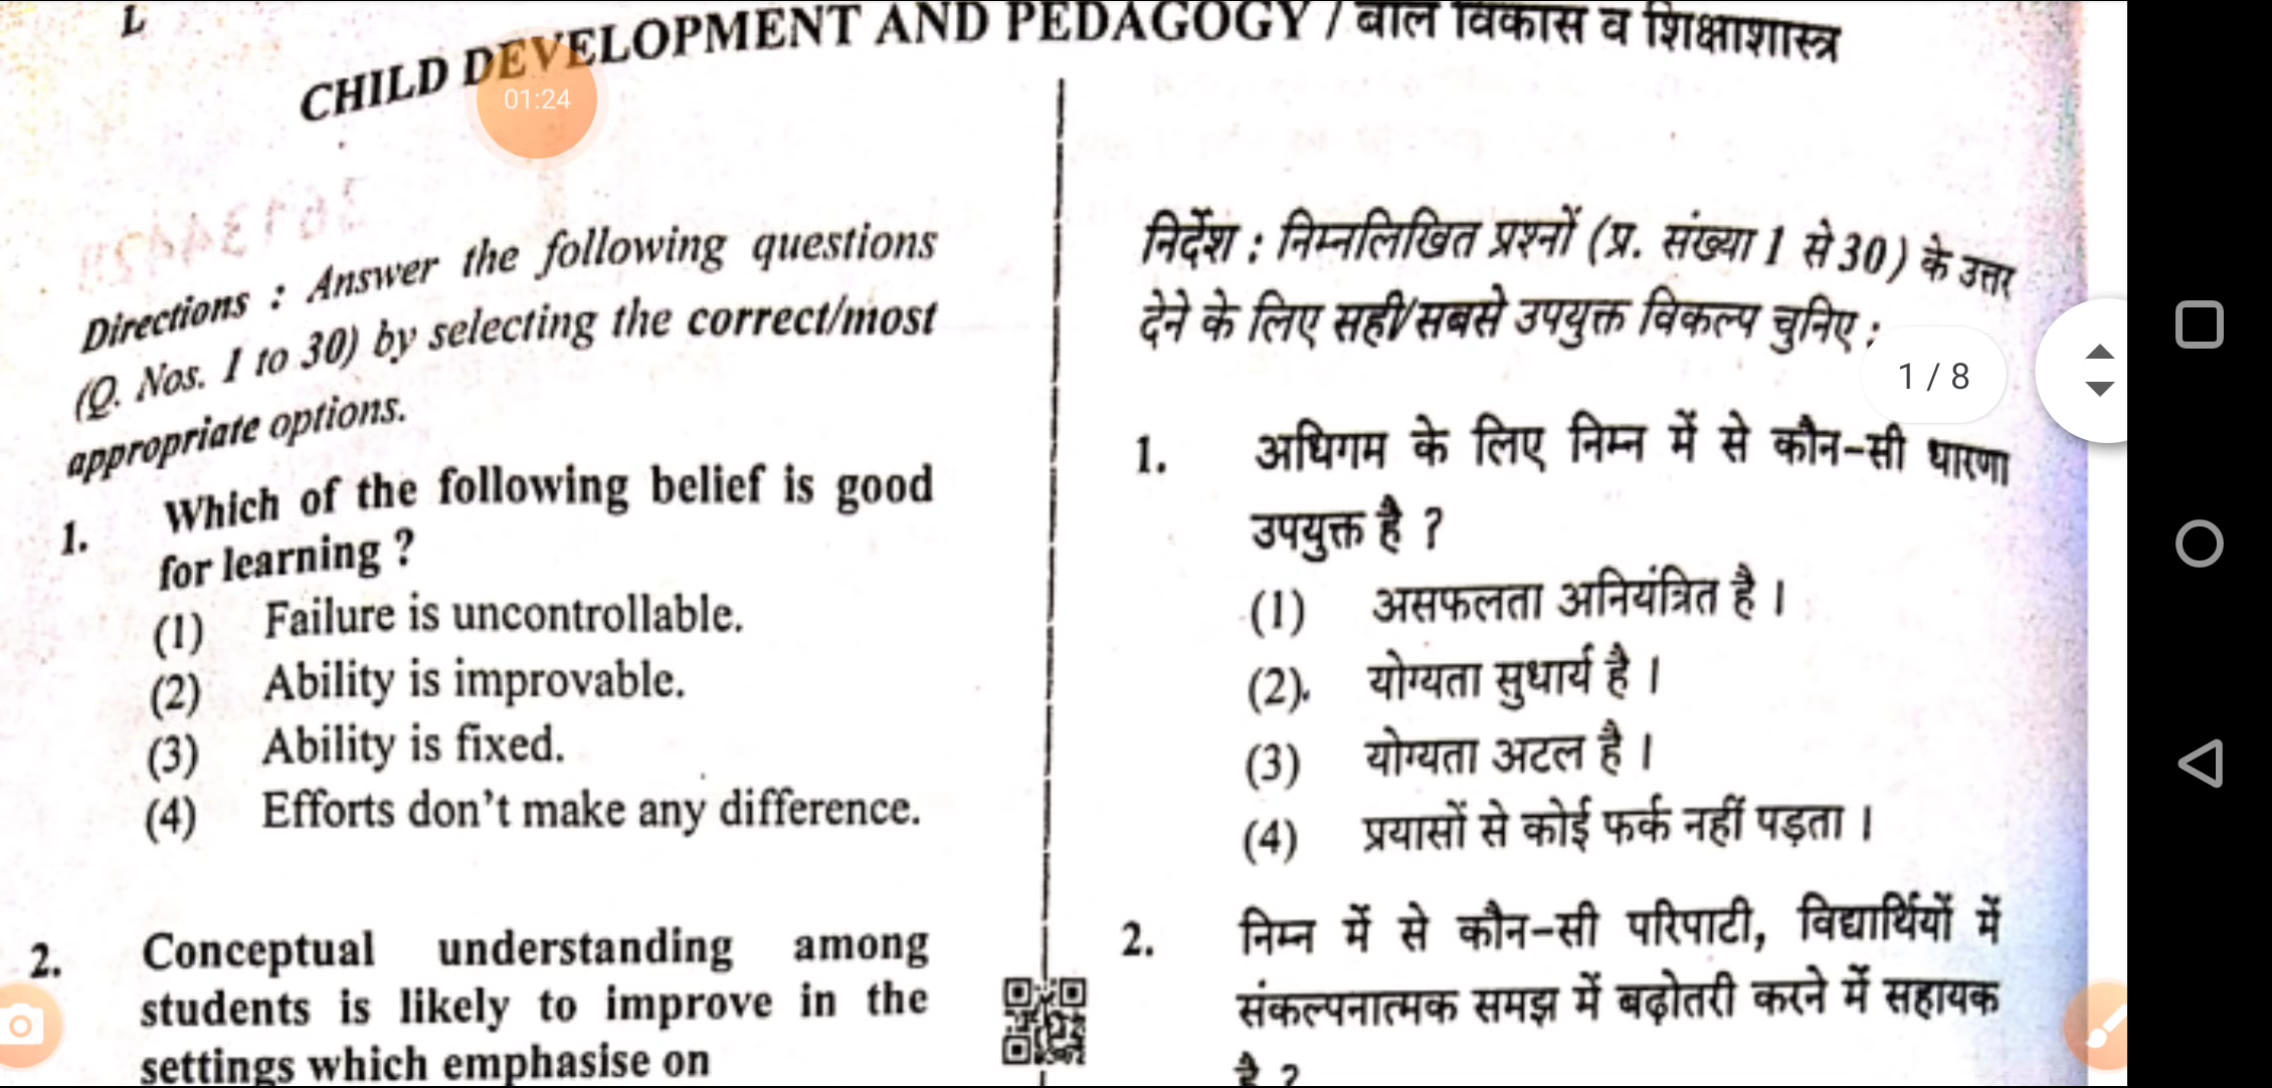 L
CHILD DEVELOPMENT AND PEDAGOGY / बाल विकास व शिक्षाशास्त्र
01:24
Directions : Answer the following questions
(Q. Nos. 1 to 30) by selecting the correct/most
appropriate options.
1. Which of the following belief is good
for learning ?
(1) Failure is uncontrollable.
(2) Ability is improvable.
(3) Ability is fixed.
(4) Efforts don't make any difference.
2. Conceptual understanding among
students is likely to improve in the
settings which emphasise on
निर्देश : निम्नलिखित प्रश्नों (प्र. संख्या 1 से 30) के उत्तर
देने के लिए सही/सबसे उपयुक्त विकल्प चुनिए :
1 / 8
1. अधिगम के लिए निम्न में से कौन-सी धारणा
उपयुक्त है ?
(1) असफलता अनियंत्रित है ।
(2) योग्यता सुधार्य है ।
(3) योग्यता अटल है ।
(4) प्रयासों से कोई फर्क नहीं पड़ता ।
2. निम्न में से कौन-सी परिपाटी, विद्यार्थियों में
संकल्पनात्मक समझ में बढ़ोतरी करने में सहायक
है ?